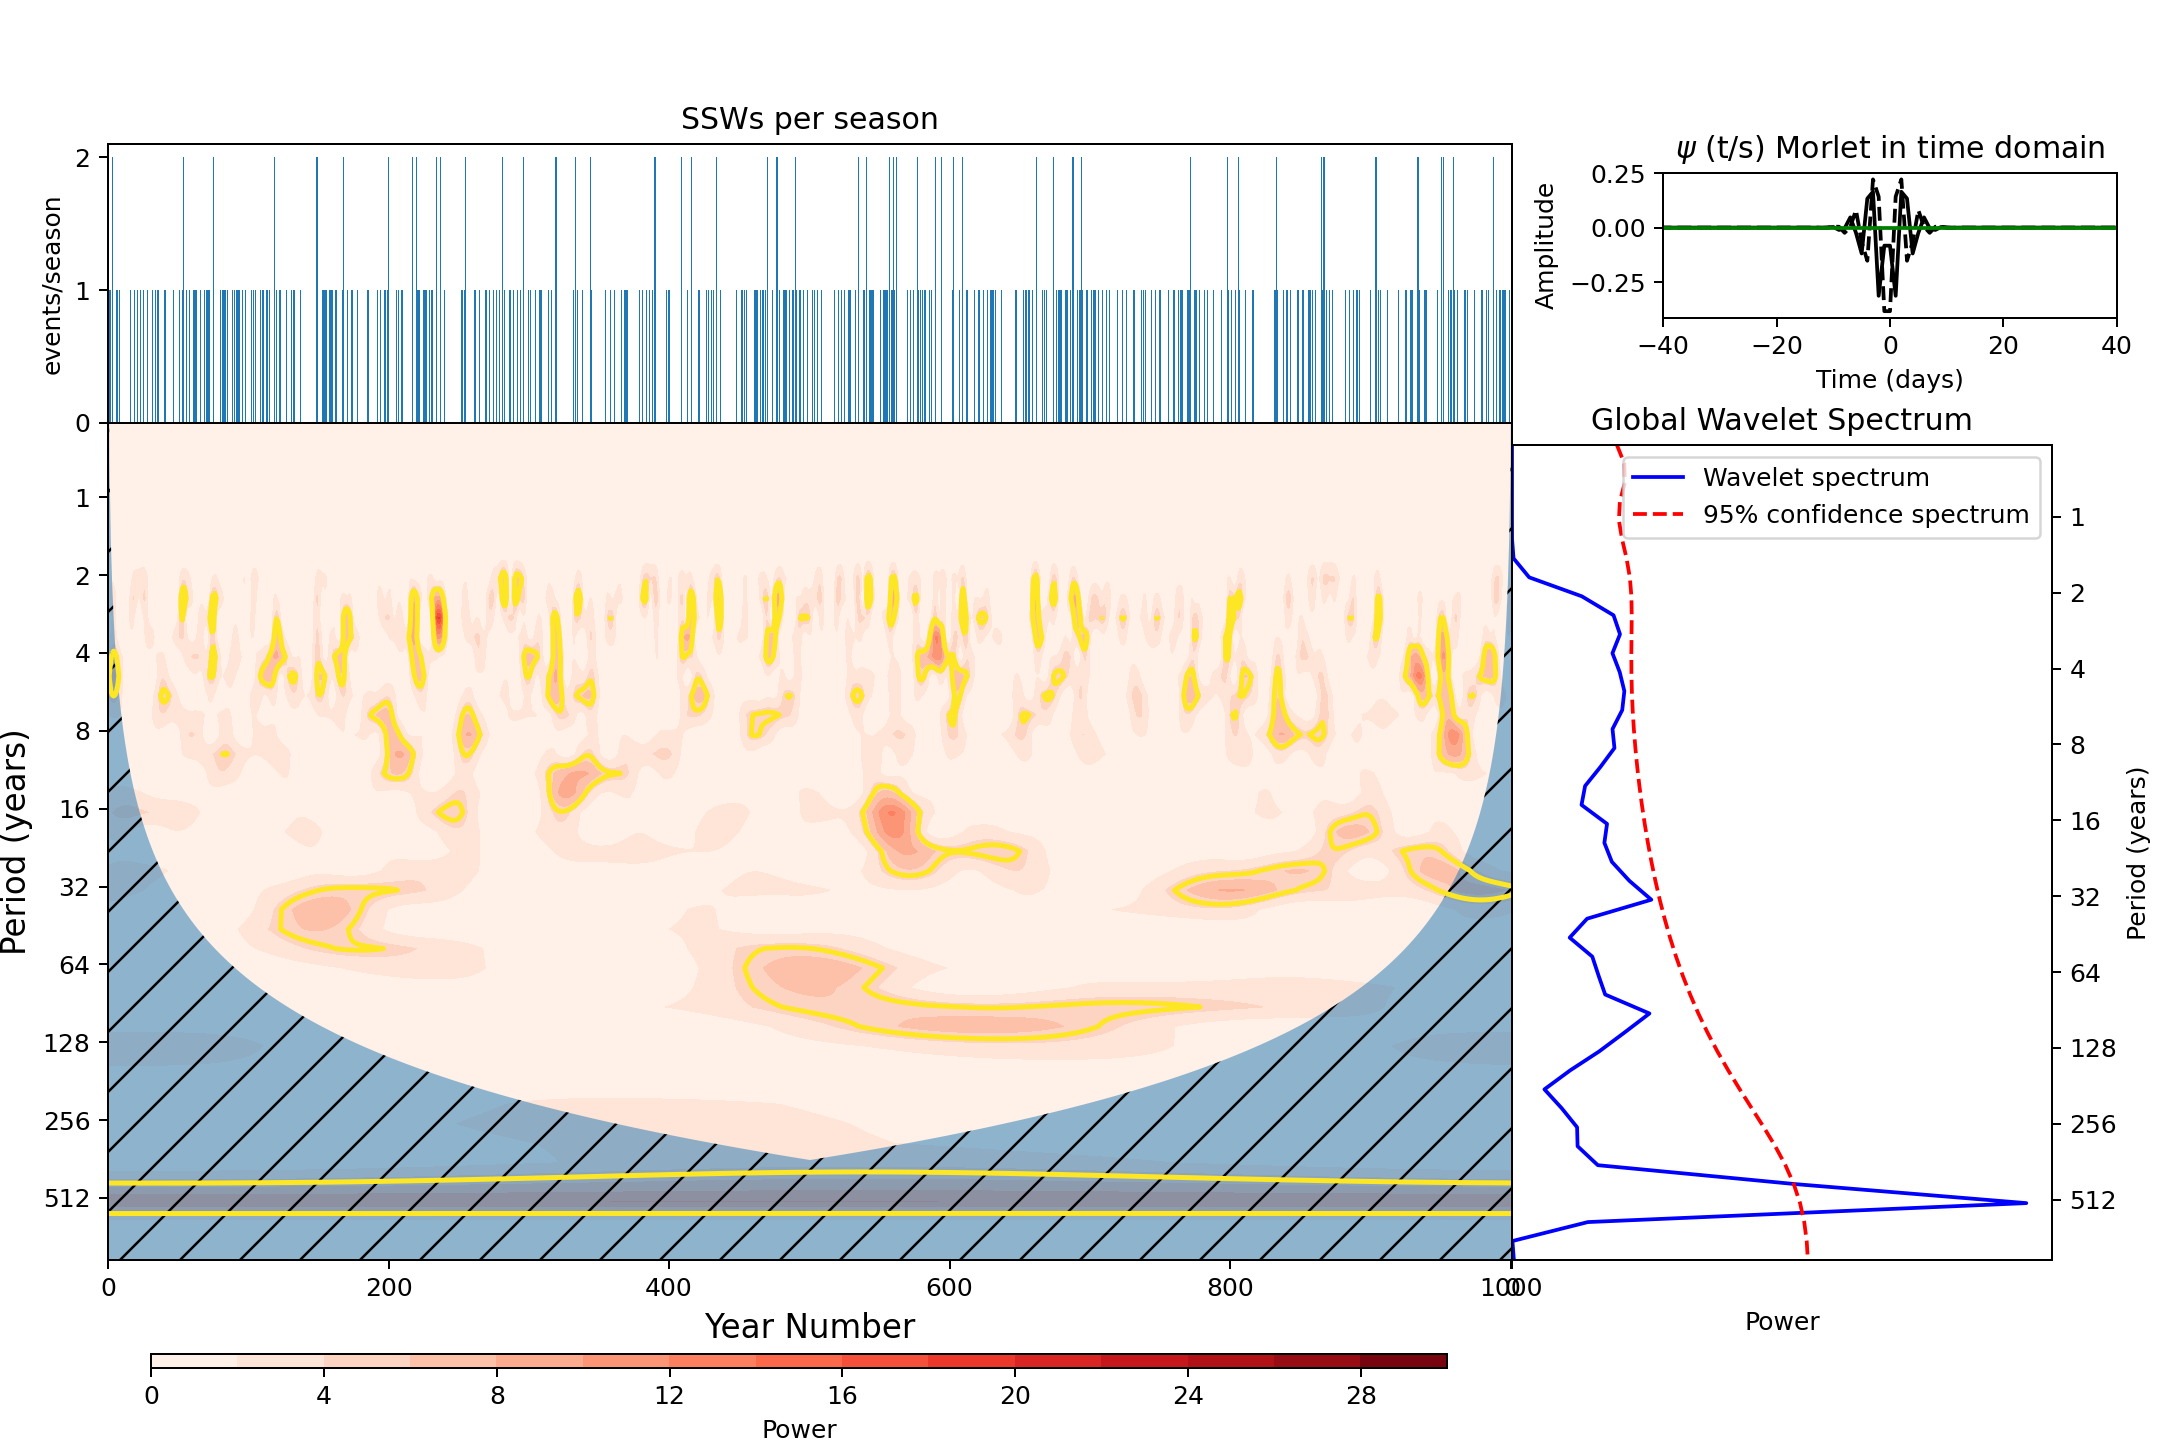 SSWs per season
events/season
2
1
0
ψ (t/s) Morlet in time domain
Amplitude
0.25
0.00
−0.25
−40 −20 0 20 40
Time (days)
Period (years)
1
2
4
8
16
32
64
128
256
512
0 200 400 600 800 1000
Year Number
Global Wavelet Spectrum
Wavelet spectrum
95% confidence spectrum
1
2
4
8
16
32
64
128
256
512
Period (years)
0
Power
0 4 8 12 16 20 24 28
Power